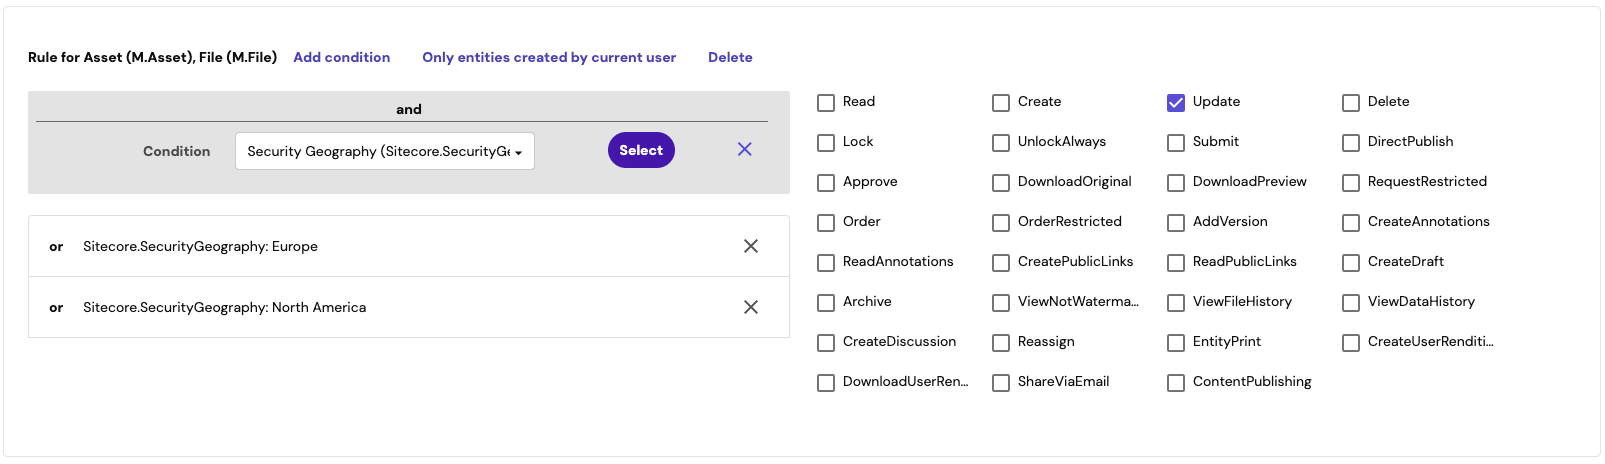 Rule for Asset (M.Asset), File (M.File) Add condition Only entities created by current user Delete
and
Condition Security Geography (Sitecore.SecurityGe Select
or Sitecore.SecurityGeography: Europe
or Sitecore.SecurityGeography: North America
Read Create Update Delete
Lock UnlockAlways Submit DirectPublish
Approve DownloadOriginal DownloadPreview RequestRestricted
Order OrderRestricted AddVersion CreateAnnotations
ReadAnnotations CreatePublicLinks ReadPublicLinks CreateDraft
Archive ViewNotWaterma... ViewFileHistory ViewDataHistory
CreateDiscussion Reassign EntityPrint CreateUserRenditi...
DownloadUserRen... ShareViaEmail ContentPublishing